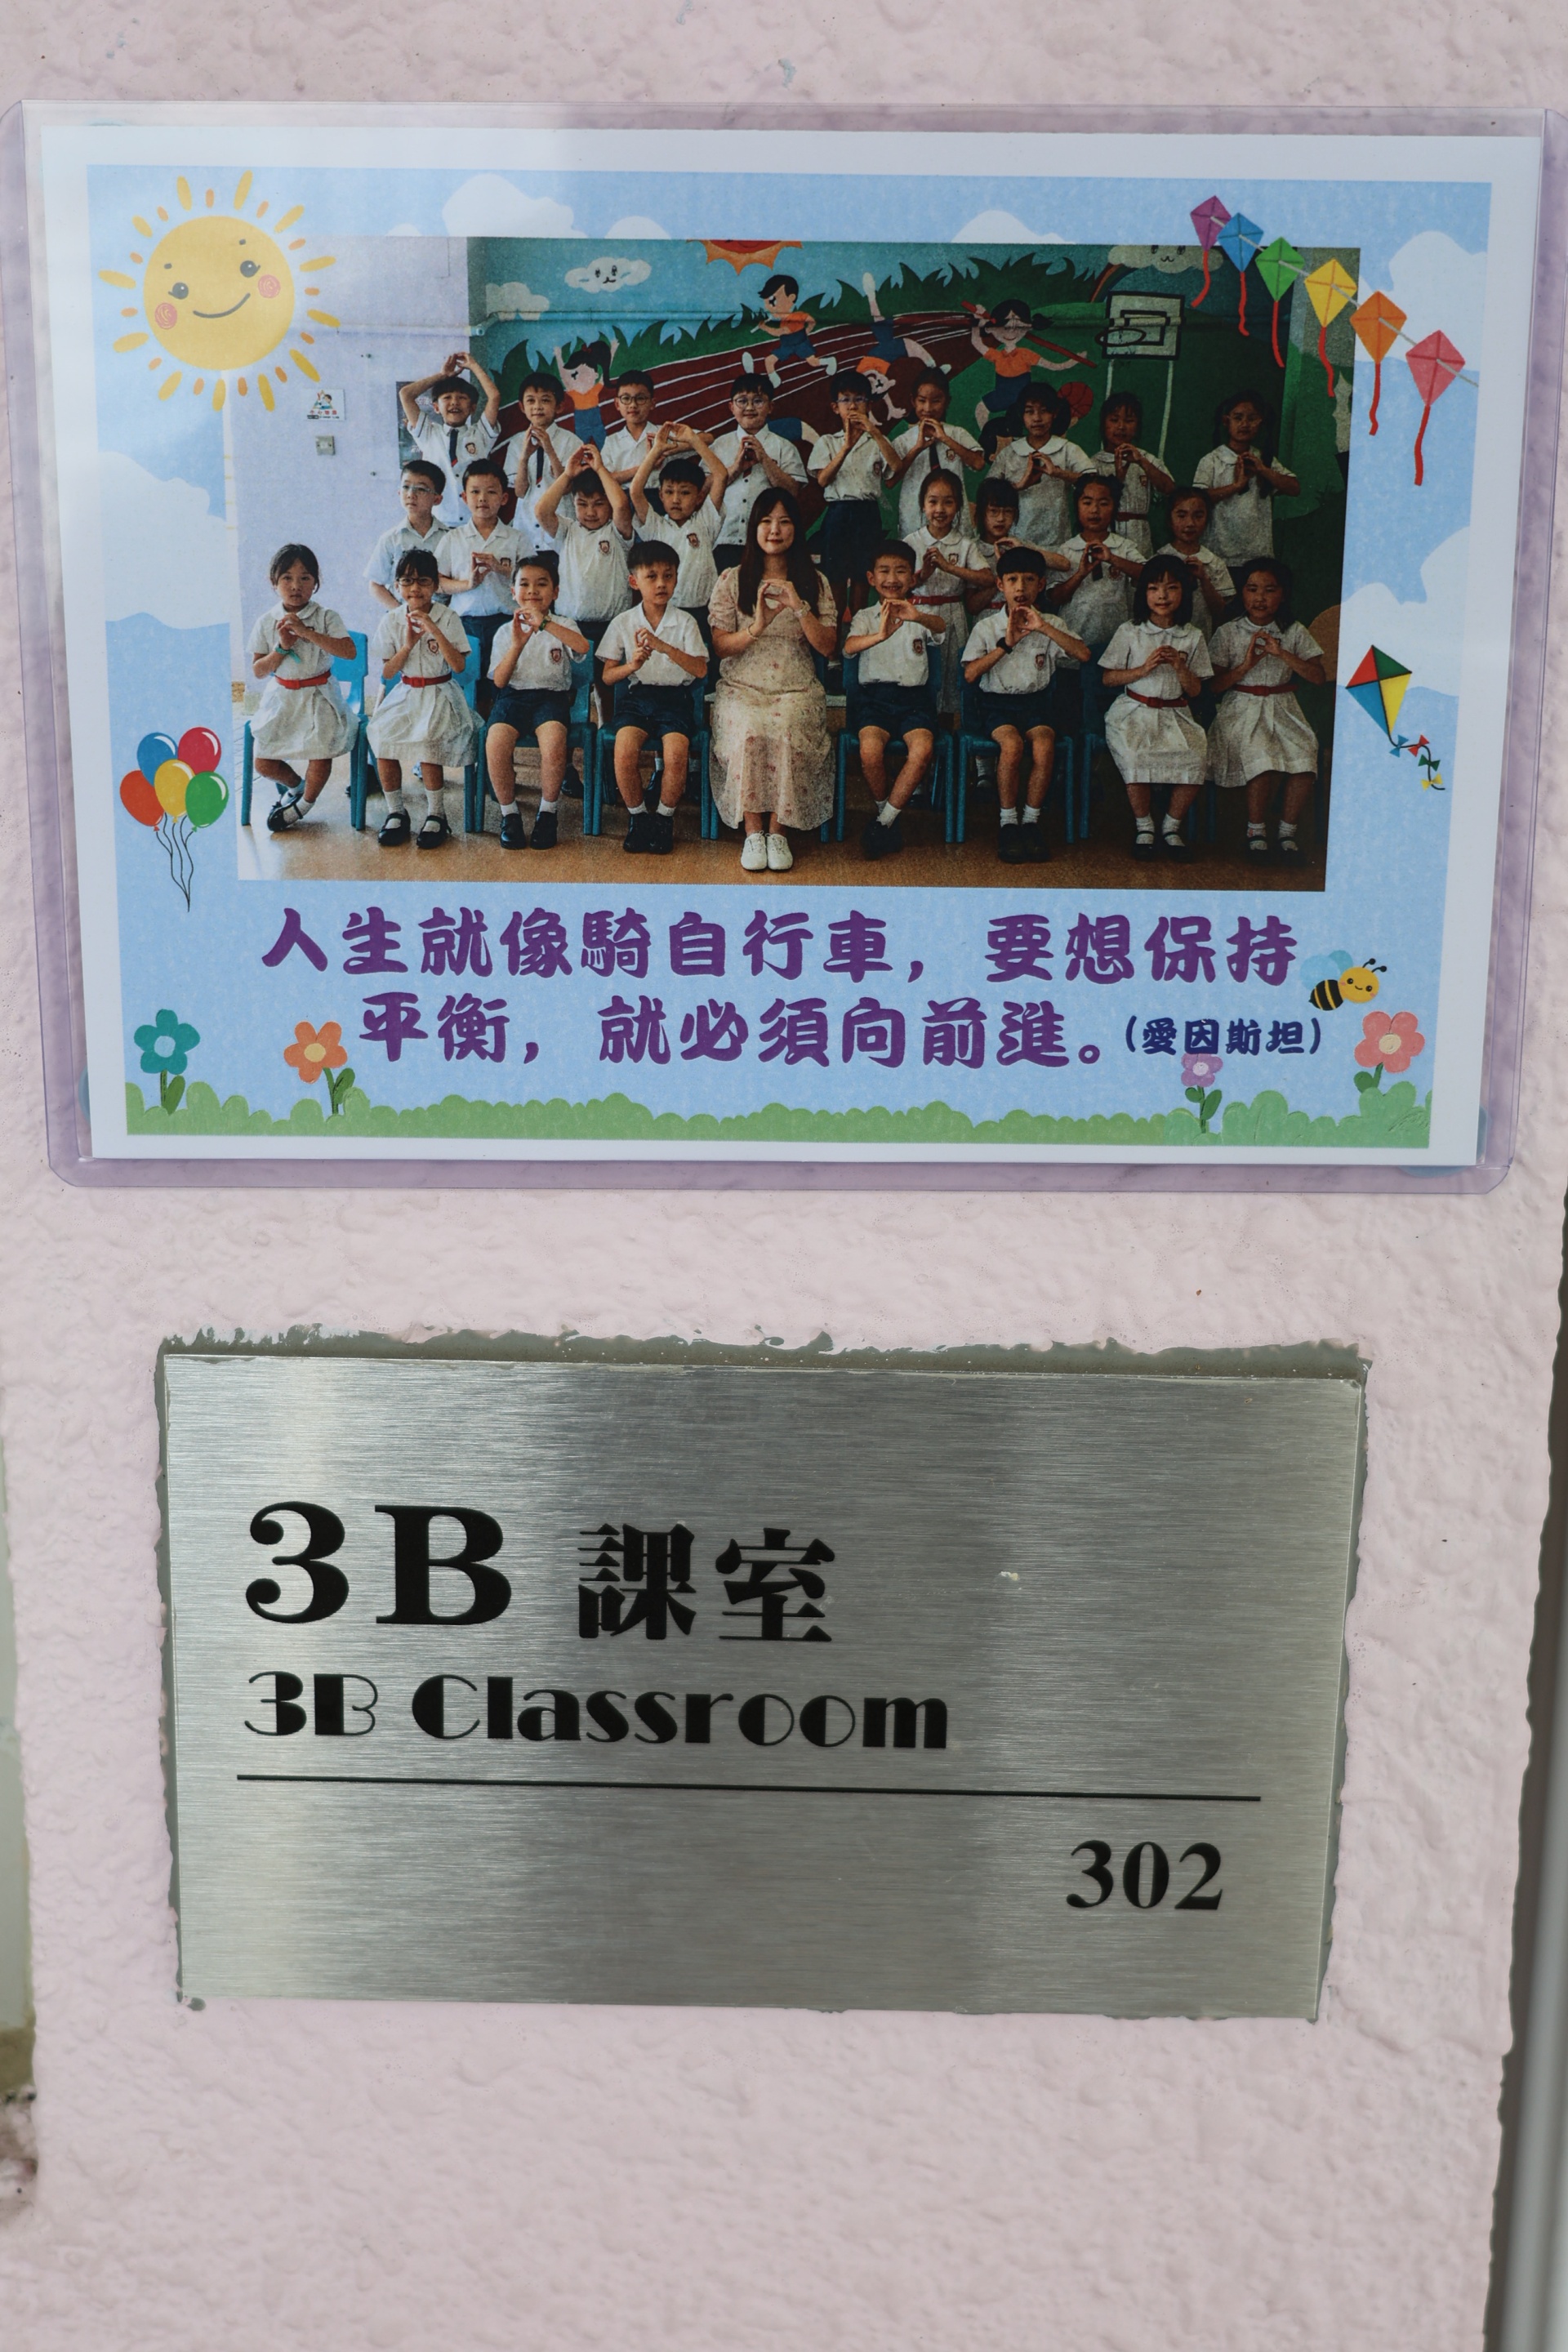 人生就像騎自行車，要想保持
平衡，就必須向前進。(愛因斯坦)
3B 課室
3B Classroom
302